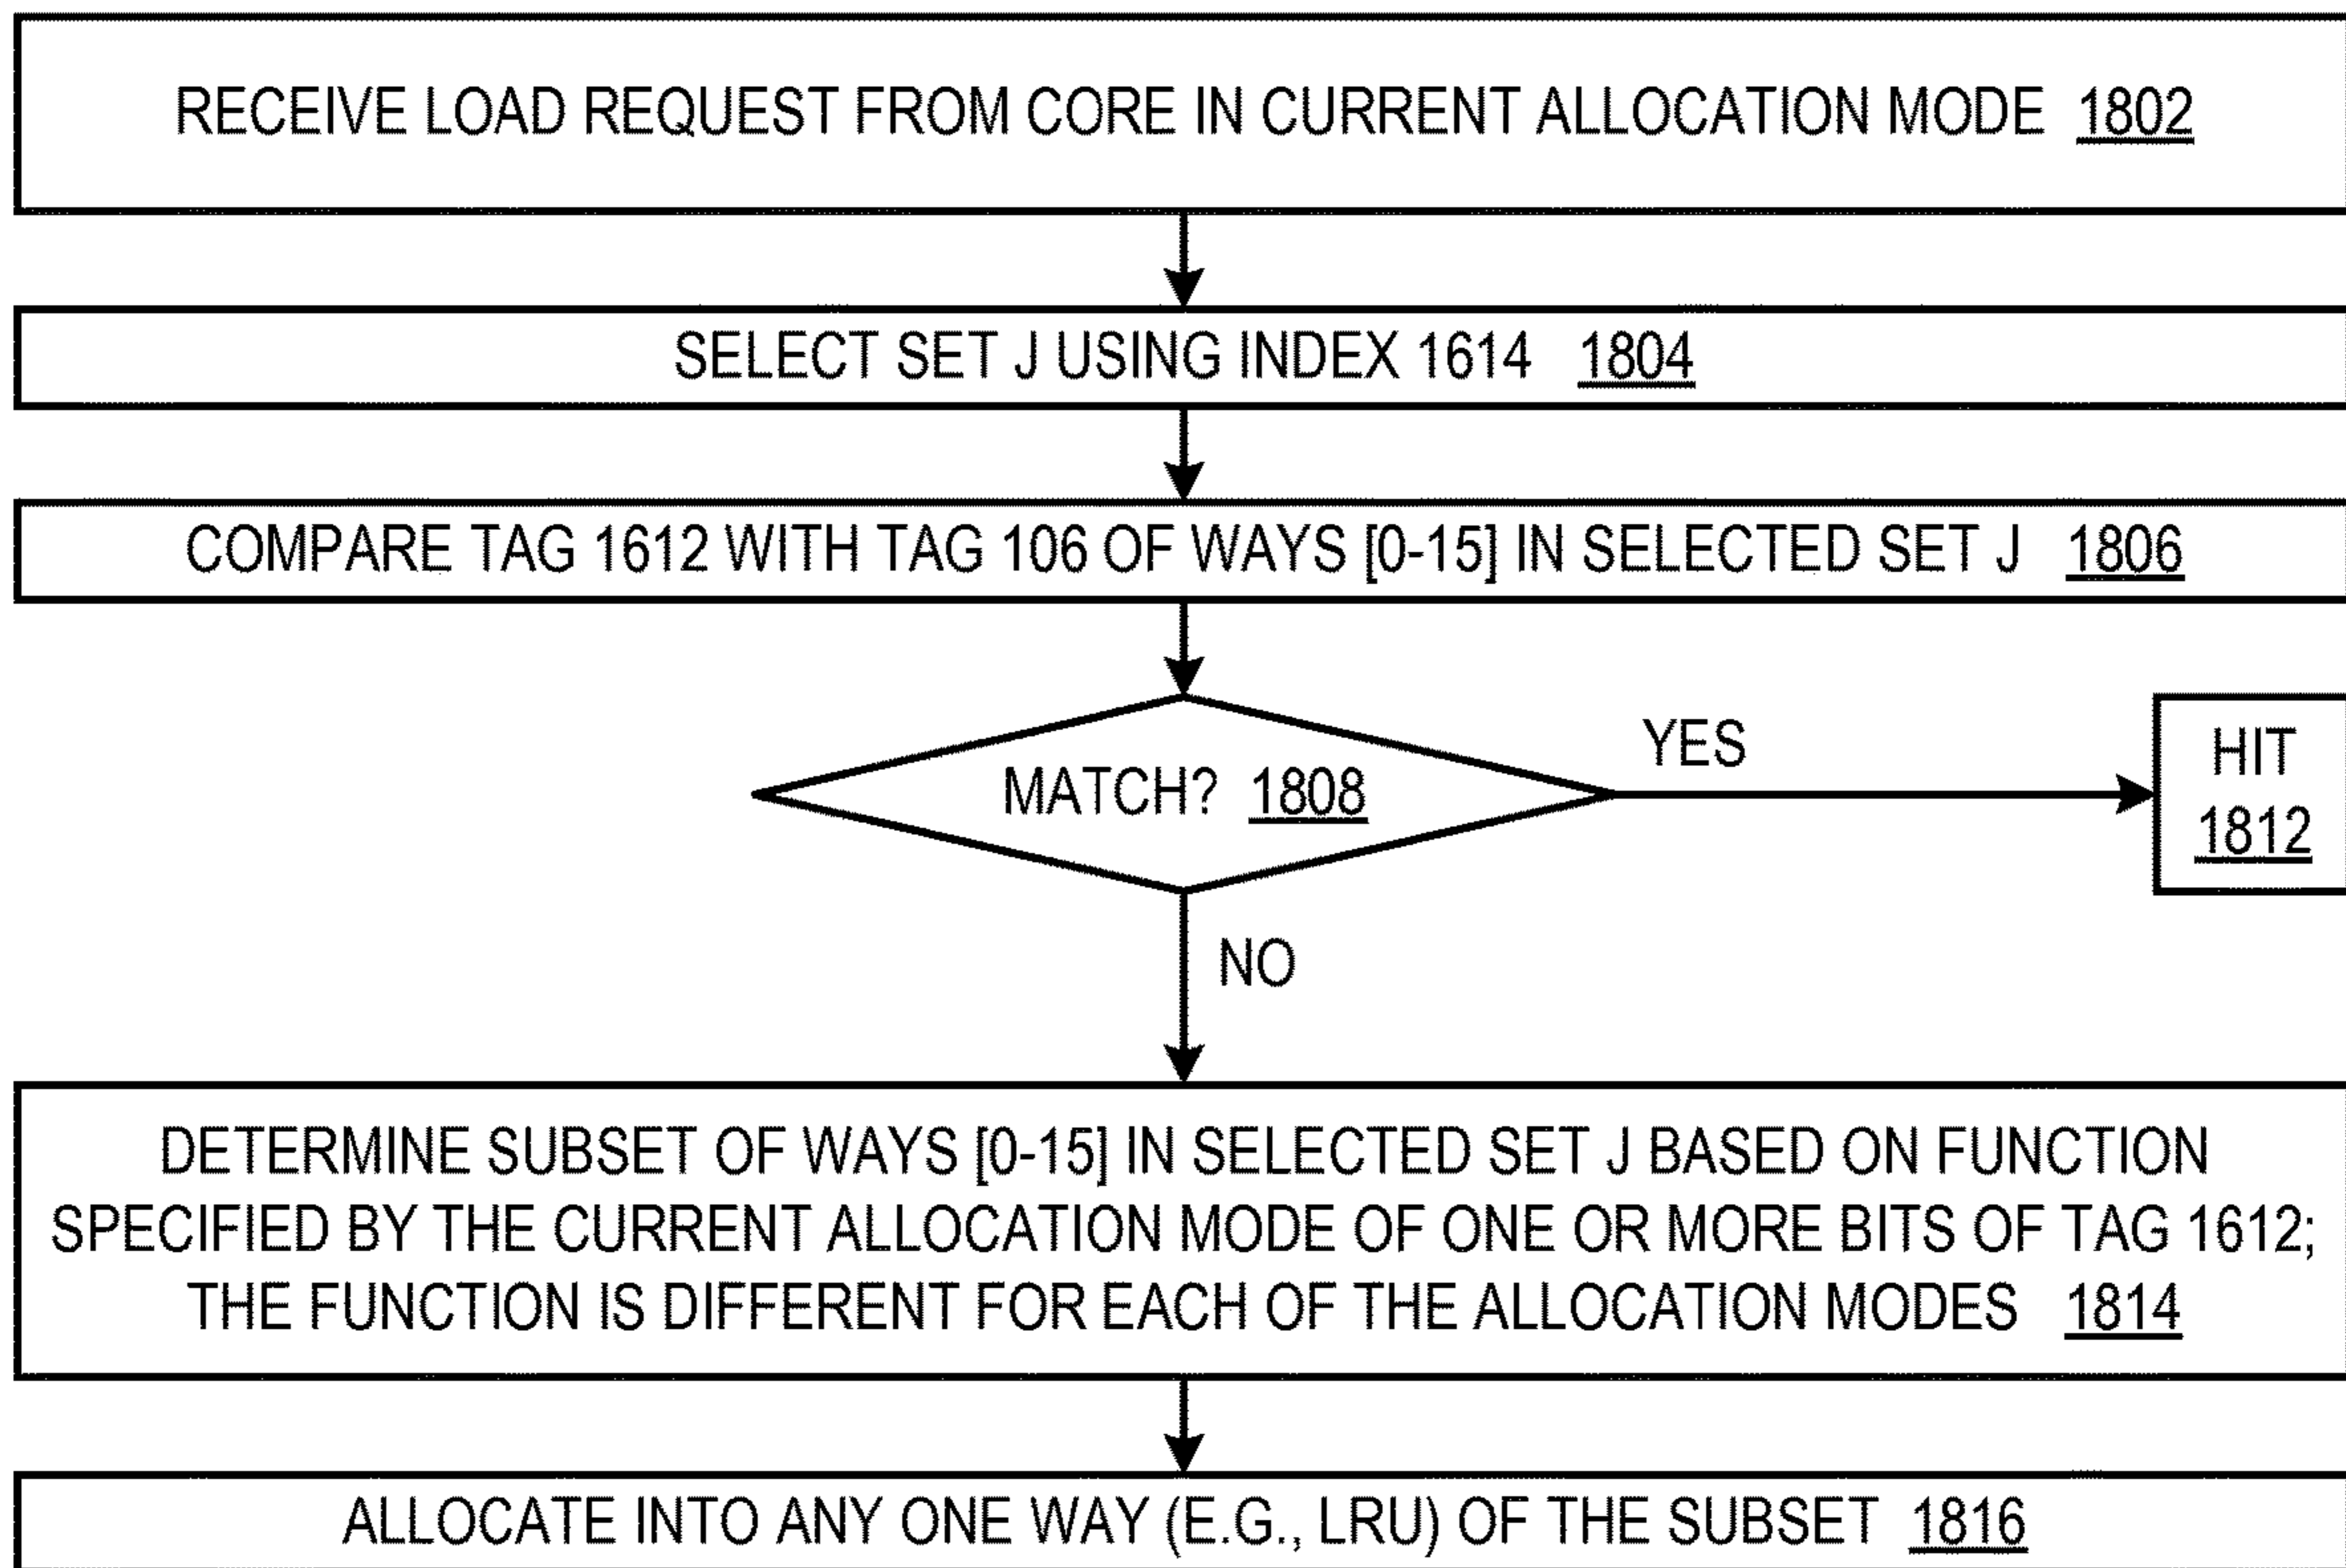 RECEIVE LOAD REQUEST FROM CORE IN CURRENT ALLOCATION MODE 1802
SELECT SET J USING INDEX 1614 1804
COMPARE TAG 1612 WITH TAG 106 OF WAYS [0-15] IN SELECTED SET J 1806
MATCH? 1808
YES
HIT
1812
NO
DETERMINE SUBSET OF WAYS [0-15] IN SELECTED SET J BASED ON FUNCTION
SPECIFIED BY THE CURRENT ALLOCATION MODE OF ONE OR MORE BITS OF TAG 1612;
THE FUNCTION IS DIFFERENT FOR EACH OF THE ALLOCATION MODES 1814
ALLOCATE INTO ANY ONE WAY (E.G., LRU) OF THE SUBSET 1816